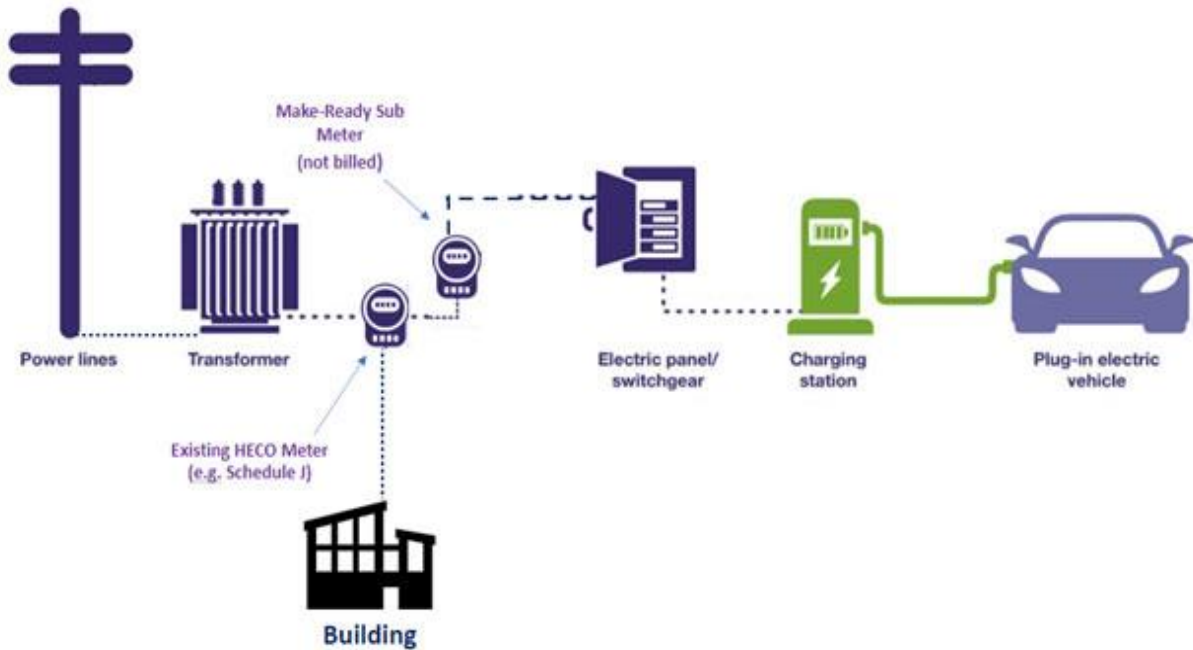 Make-Ready Sub
Meter
(not billed)
Power lines
Transformer
Electric panel/
switchgear
Charging
station
Plug-in electric
vehicle
Existing HECO Meter
(e.g. Schedule J)
Building